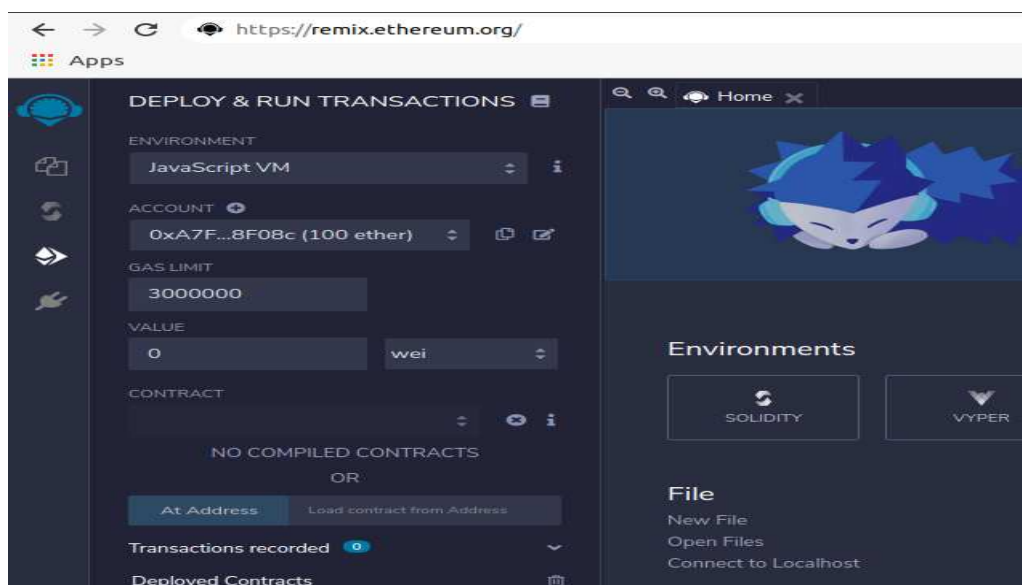 https://remix.ethereum.org/
Apps
DEPLOY & RUN TRANSACTIONS
ENVIRONMENT
JavaScript VM
ACCOUNT
0xA7F...8F08c (100 ether)
GAS LIMIT
3000000
VALUE
0 wei
CONTRACT
NO COMPILED CONTRACTS
OR
At Address Load contract from Address
Transactions recorded 0
Deployed Contracts
Home
Environments
SOLIDITY
VYPER
File
New File
Open Files
Connect to Localhost